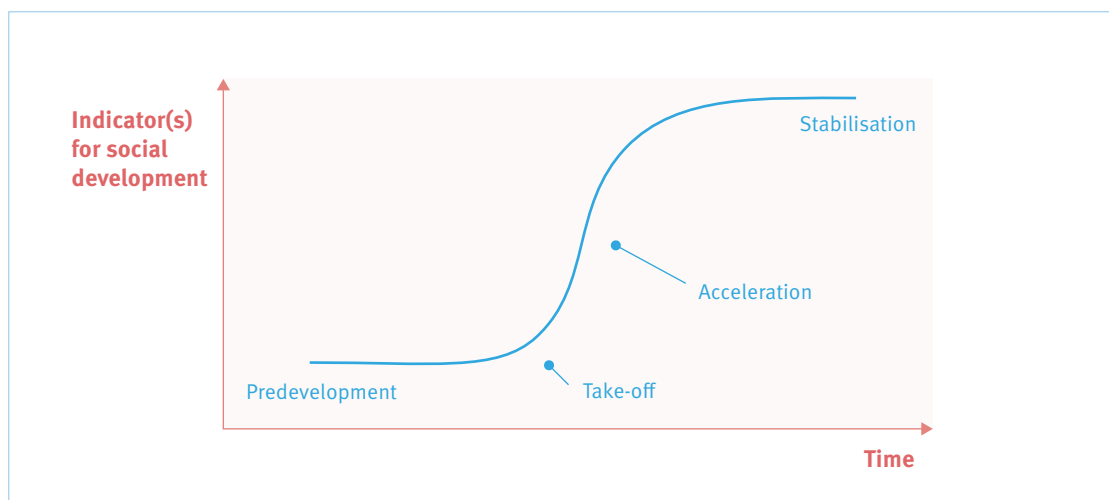 Indicator(s)
for social
development
Stabilisation
Acceleration
Take-off
Predevelopment
Time